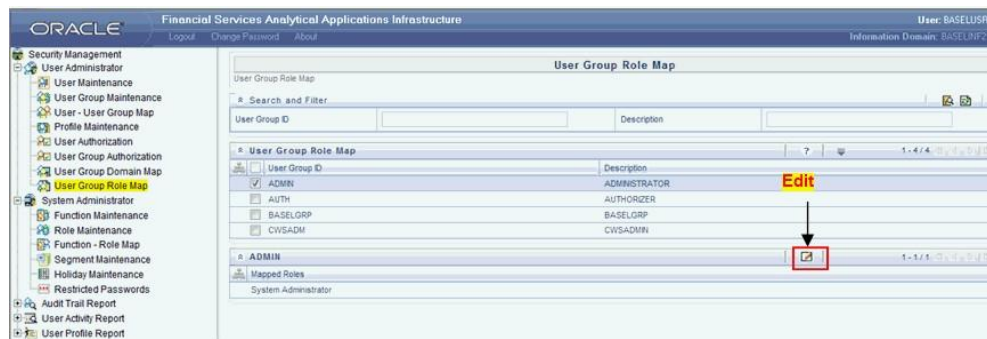 ORACLE
Financial Services Analytical Applications Infrastructure
User: BASELUSR
Logout Change Password About
Information Domain: BASELINF2
Security Management
User Administrator
User Maintenance
User Group Maintenance
User - User Group Map
Profile Maintenance
User Authorization
User Group Authorization
User Group Domain Map
User Group Role Map
System Administrator
Function Maintenance
Role Maintenance
Function - Role Map
Segment Maintenance
Holiday Maintenance
Restricted Passwords
Audit Trail Report
User Activity Report
User Profile Report
User Group Role Map
User Group Role Map
Search and Filter
User Group ID Description
User Group Role Map ? 1 - 4 / 4
User Group ID Description
ADMIN ADMINISTRATOR
AUTH AUTHORIZER
BASELGRP BASELGRP
CWSADM CWSADMIN
Edit
ADMIN 1 - 1 / 1
Mapped Roles
System Administrator